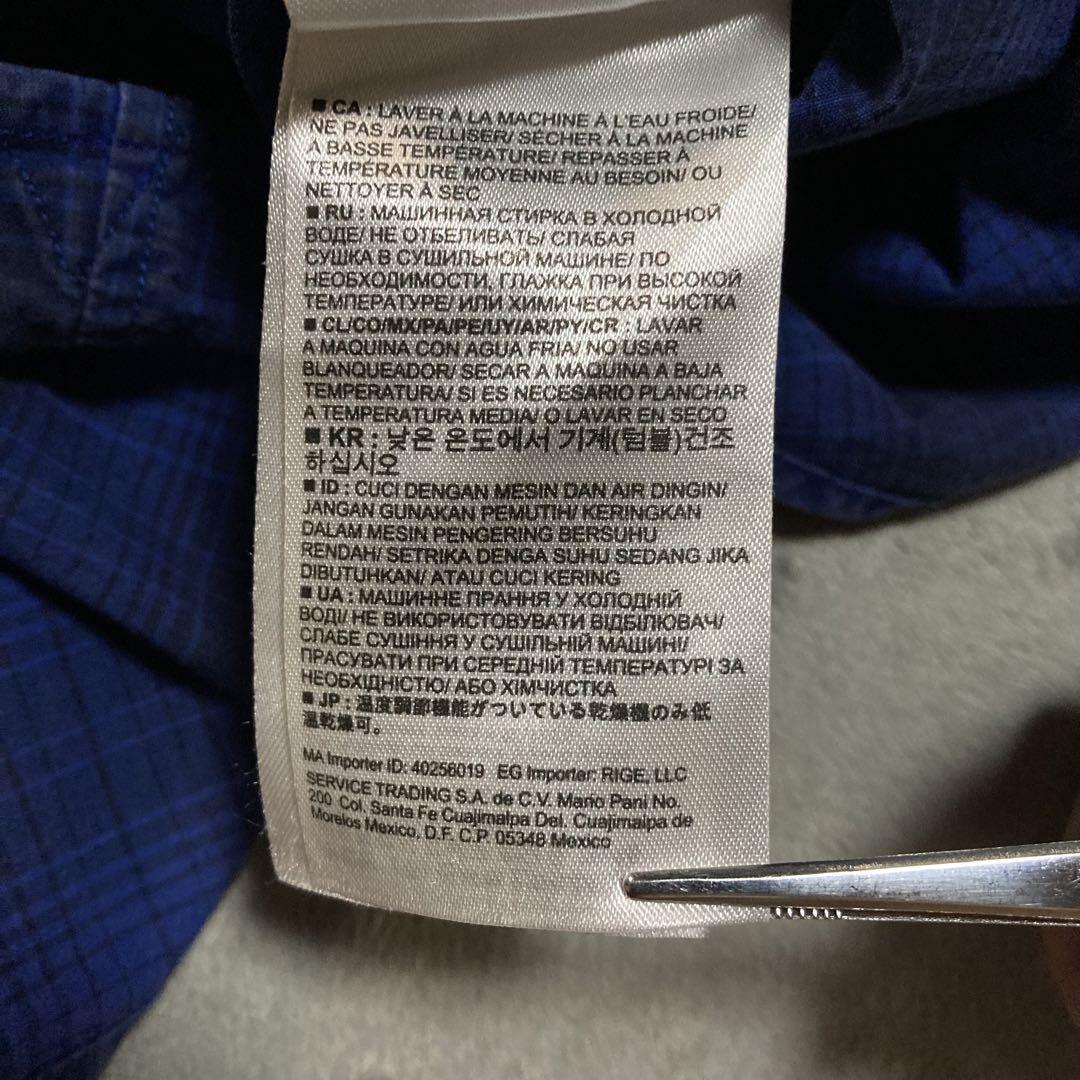 ■ CA : LAVER À LA MACHINE À L'EAU FROIDE/
NE PAS JAVELLISER/ SÉCHER À LA MACHINE
À BASSE TEMPÉRATURE/ REPASSER À
TEMPÉRATURE MOYENNE AU BESOIN/ OU
NETTOYER À SEC
■ RU : МАШИННАЯ СТИРКА В ХОЛОДНОЙ
ВОДЕ/ НЕ ОТБЕЛИВАТЬ/ СЛАБАЯ
СУШКА В СУШИЛЬНОЙ МАШИНЕ/ ПО
НЕОБХОДИМОСТИ, ГЛАЖКА ПРИ ВЫСОКОЙ
ТЕМПЕРАТУРЕ/ ИЛИ ХИМИЧЕСКАЯ ЧИСТКА
■ CL/CO/MX/PA/PE/UY/AR/PY/CR : LAVAR
A MAQUINA CON AGUA FRIA/ NO USAR
BLANQUEADOR/ SECAR A MAQUINA A BAJA
TEMPERATURA/ SI ES NECESARIO PLANCHAR
A TEMPERATURA MEDIA/ O LAVAR EN SECO
■ KR : 낮은 온도에서 기계(텀블)건조
하십시오
■ ID : CUCI DENGAN MESIN DAN AIR DINGIN/
JANGAN GUNAKAN PEMUTIH/ KERINGKAN
DALAM MESIN PENGERING BERSUHU
RENDAH/ SETRIKA DENGA SUHU SEDANG JIKA
DIBUTUHKAN/ ATAU CUCI KERING
■ UA : МАШИННЕ ПРАННЯ У ХОЛОДНІЙ
ВОДІ/ НЕ ВИКОРИСТОВУВАТИ ВІДБІЛЮВАЧ/
СЛАБЕ СУШІННЯ У СУШІЛЬНІЙ МАШИНІ/
ПРАСУВАТИ ПРИ СЕРЕДНІЙ ТЕМПЕРАТУРІ ЗА
НЕОБХІДНІСТЮ/ АБО ХІМЧИСТКА
■ JP : 温度調節機能がついている乾燥機のみ低
温乾燥可。
MA Importer ID: 40256019 EG Importer: RIGE, LLC
SERVICE TRADING S.A. de C.V. Mario Pani No.
200 Col. Santa Fe Cuajimalpa Del. Cuajimalpa de
Morelos Mexico, D.F. C.P. 05348 Mexico